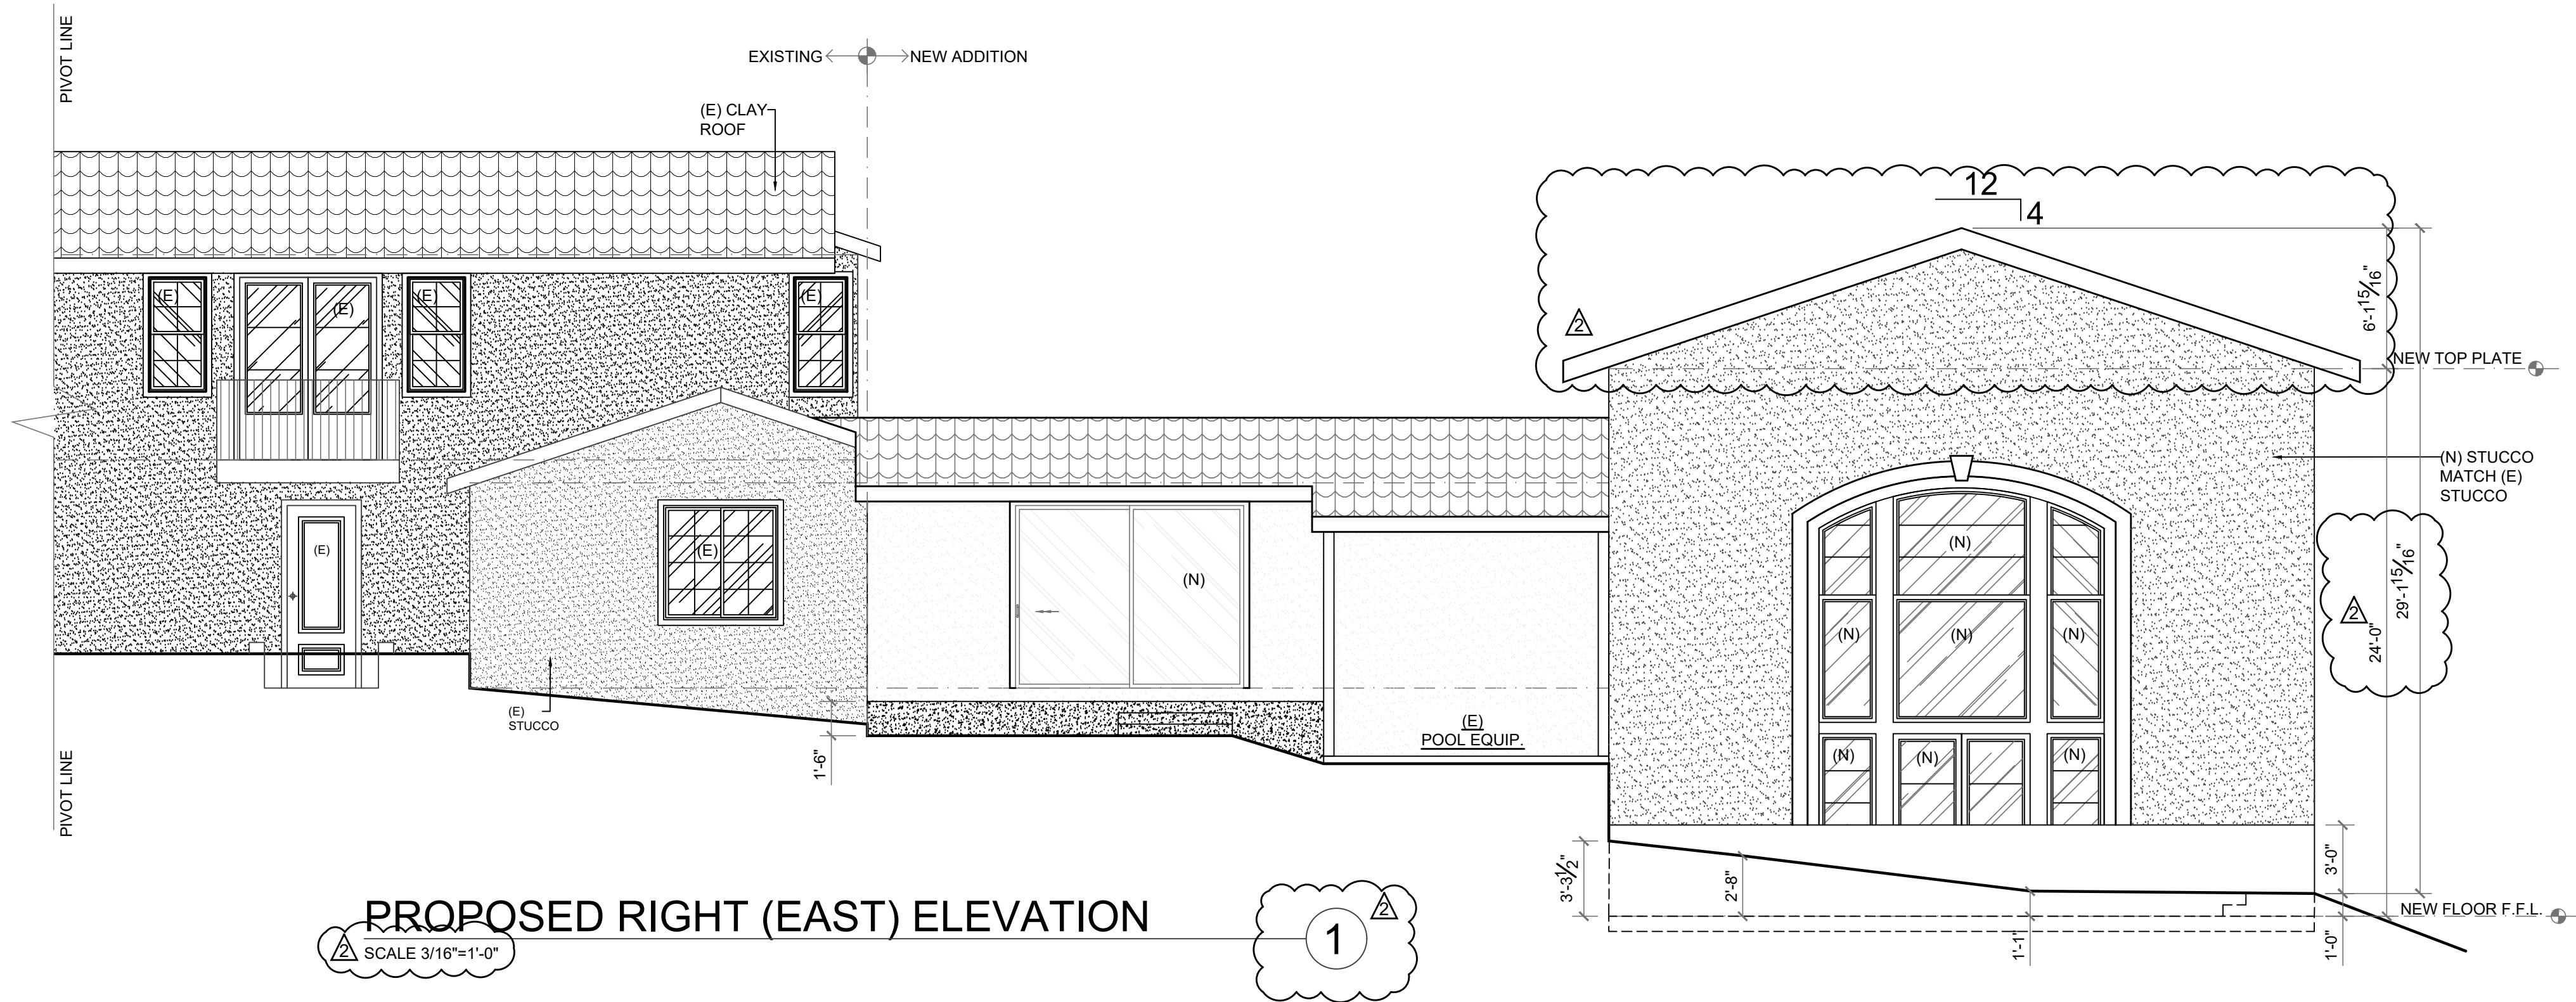 PIVOT LINE
EXISTING
NEW ADDITION
(E) CLAY
ROOF
12
4
(E)
(E)
(E)
(E)
2
6'-1 15/16"
NEW TOP PLATE
(N) STUCCO
MATCH (E)
STUCCO
(E)
(E)
(N)
(N)
(N)
(N)
(N)
(N)
(N)
(N)
2
24'-0"
29'-1 15/16"
(E)
STUCCO
(E)
POOL EQUIP.
1'-6"
PIVOT LINE
3'-3 1/2"
2'-8"
1'-1"
3'-0"
1'-0"
NEW FLOOR F.F.L.
PROPOSED RIGHT (EAST) ELEVATION
2
SCALE 3/16"=1'-0"
1
2